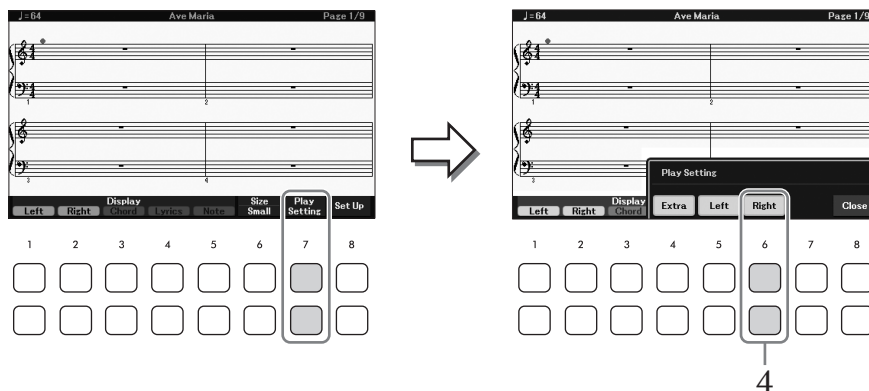 ♩= 64 Ave Maria Page 1/9
1 2
3 4
Display Size Play
Left Right Chord Lyrics Note Small Setting Set Up
1 2 3 4 5 6 7 8
♩= 64 Ave Maria Page 1/9
1 2
3
Play Setting
Display
Left Right Chord Extra Left Right Close
1 2 3 4 5 6 7 8
4